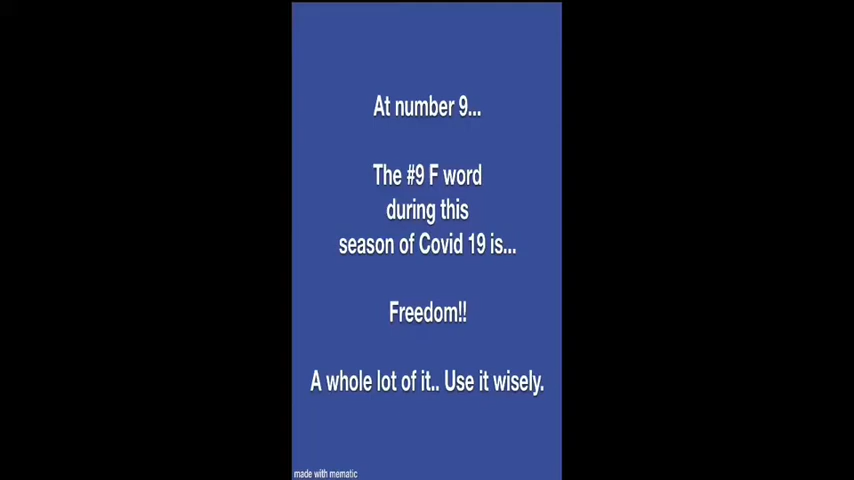 At number 9...
The #9 F word
during this
season of Covid 19 is...
Freedom!!
A whole lot of it.. Use it wisely.
made with mematic